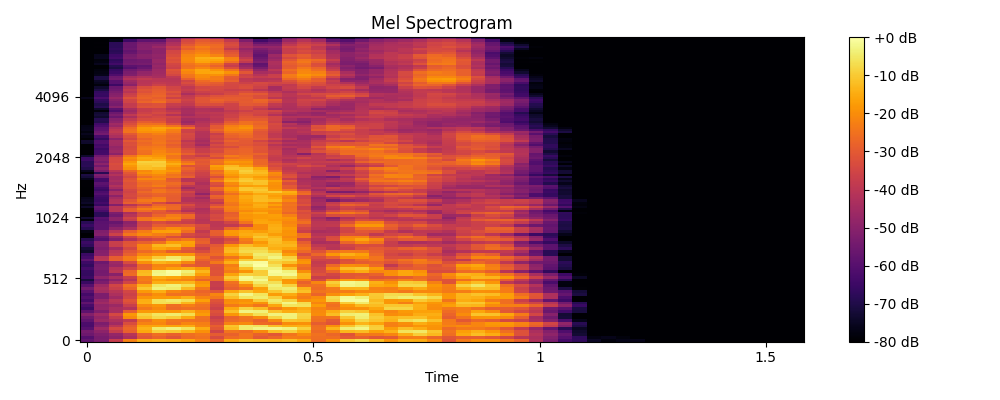 Mel Spectrogram
+0 dB
-10 dB
-20 dB
-30 dB
-40 dB
-50 dB
-60 dB
-70 dB
-80 dB
4096
2048
1024
512
0
Hz
0
0.5
1
1.5
Time